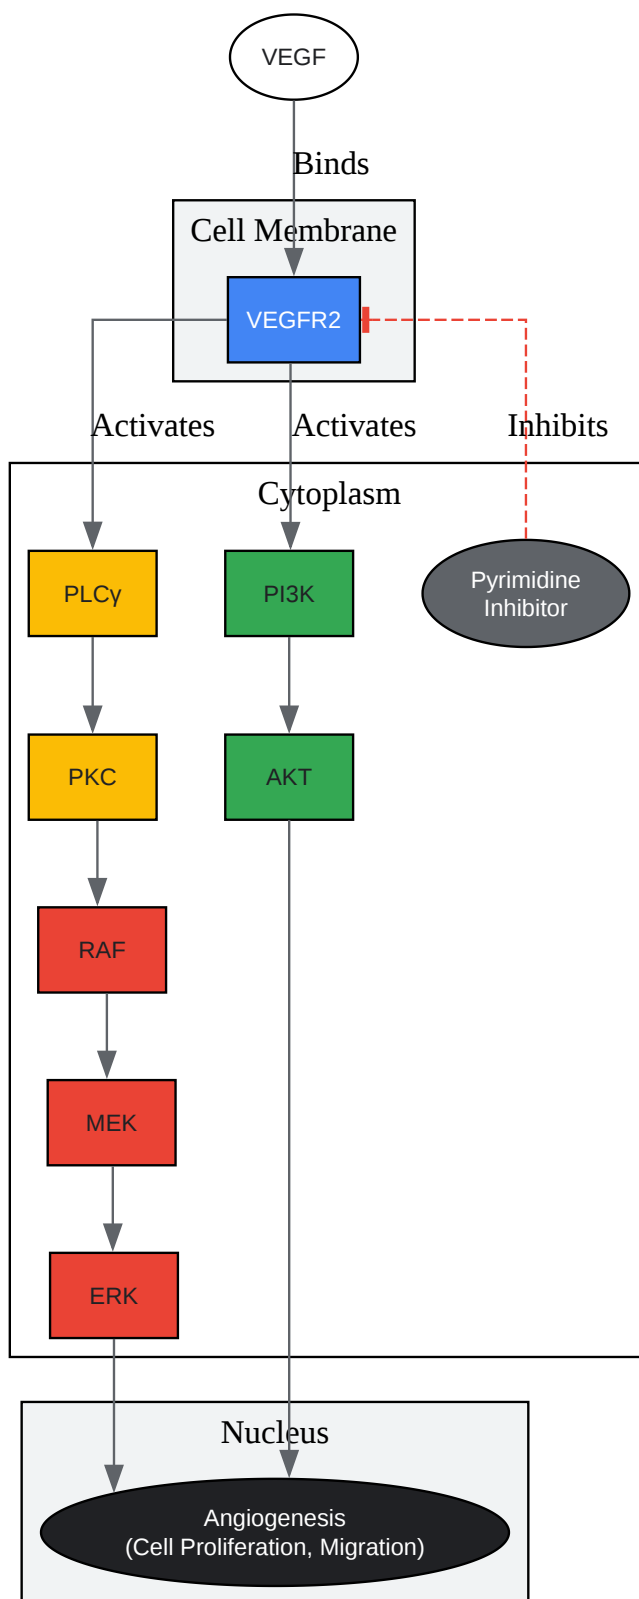 VEGF
Binds
Cell Membrane
VEGFR2
Activates
Activates
Inhibits
Cytoplasm
PLCγ
PI3K
Pyrimidine
Inhibitor
PKC
AKT
RAF
MEK
ERK
Nucleus
Angiogenesis
(Cell Proliferation, Migration)